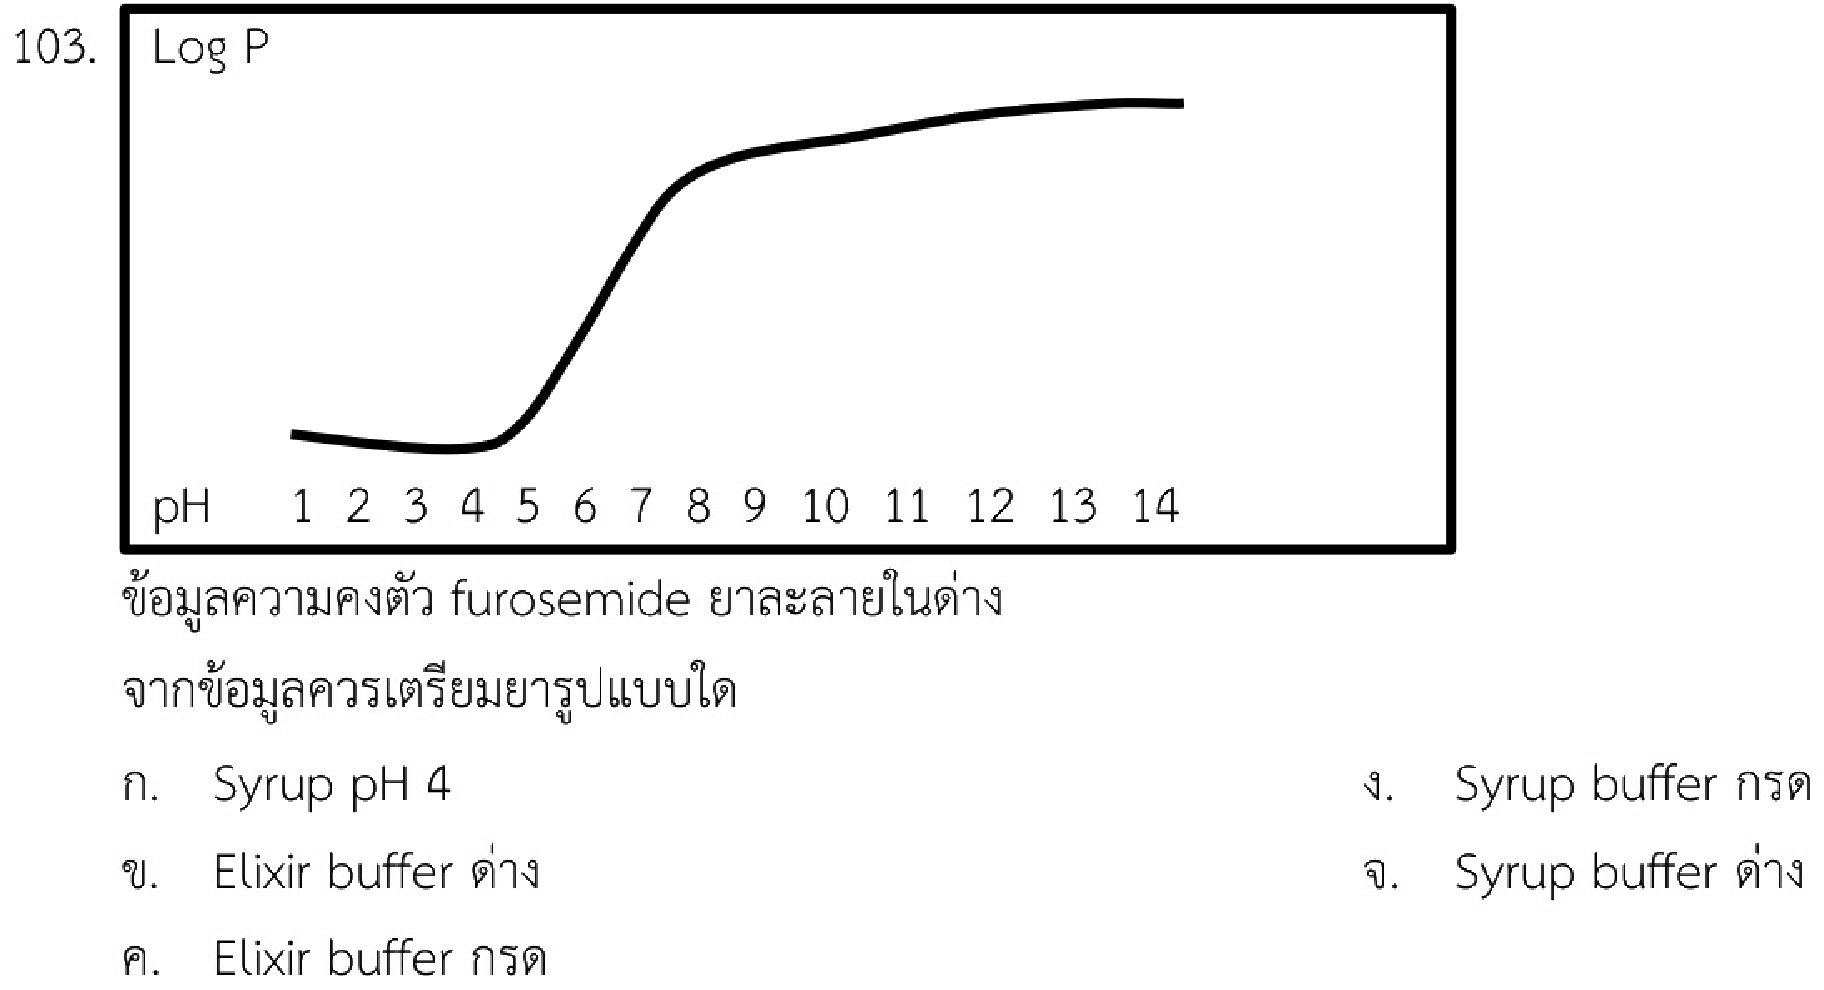 103. Log P
pH 1 2 3 4 5 6 7 8 9 10 11 12 13 14
ข้อมูลความคงตัว furosemide ยาละลายในด่าง
จากข้อมูลควรเตรียมยารูปแบบใด
ก. Syrup pH 4
ข. Elixir buffer ด่าง
ค. Elixir buffer กรด
ง. Syrup buffer กรด
จ. Syrup buffer ด่าง